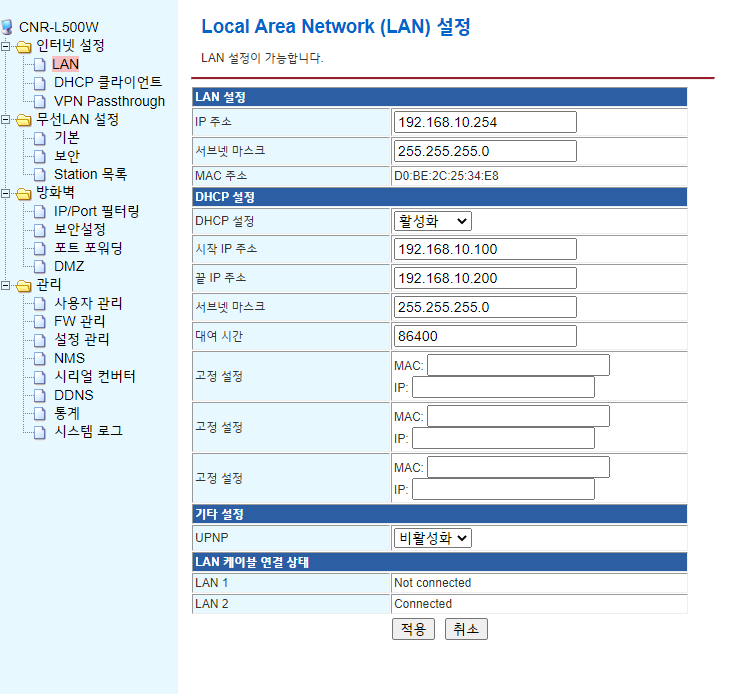 CNR-L500W
인터넷 설정
LAN
DHCP 클라이언트
VPN Passthrough
무선LAN 설정
기본
보안
Station 목록
방화벽
IP/Port 필터링
보안설정
포트 포워딩
DMZ
관리
사용자 관리
FW 관리
설정 관리
NMS
시리얼 컨버터
DDNS
통계
시스템 로그
Local Area Network (LAN) 설정
LAN 설정이 가능합니다.
LAN 설정
IP 주소 192.168.10.254
서브넷 마스크 255.255.255.0
MAC 주소 D0:BE:2C:25:34:E8
DHCP 설정
DHCP 설정 활성화
시작 IP 주소 192.168.10.100
끝 IP 주소 192.168.10.200
서브넷 마스크 255.255.255.0
대여 시간 86400
고정 설정 MAC:
IP:
고정 설정 MAC:
IP:
고정 설정 MAC:
IP:
기타 설정
UPNP 비활성화
LAN 케이블 연결 상태
LAN 1 Not connected
LAN 2 Connected
적용 취소